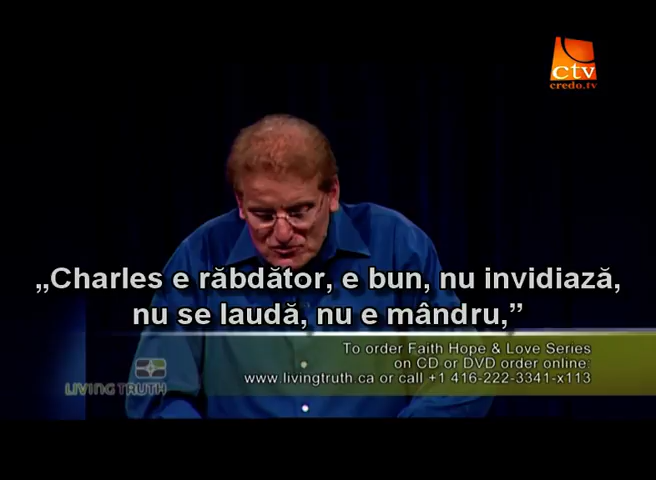 ctv
credo.tv
„Charles e răbdător, e bun, nu invidiază,
nu se laudă, nu e mândru,”
To order Faith Hope & Love Series
on CD or DVD order online:
www.livingtruth.ca or call +1 416-222-3341-x113
LIVING TRUTH